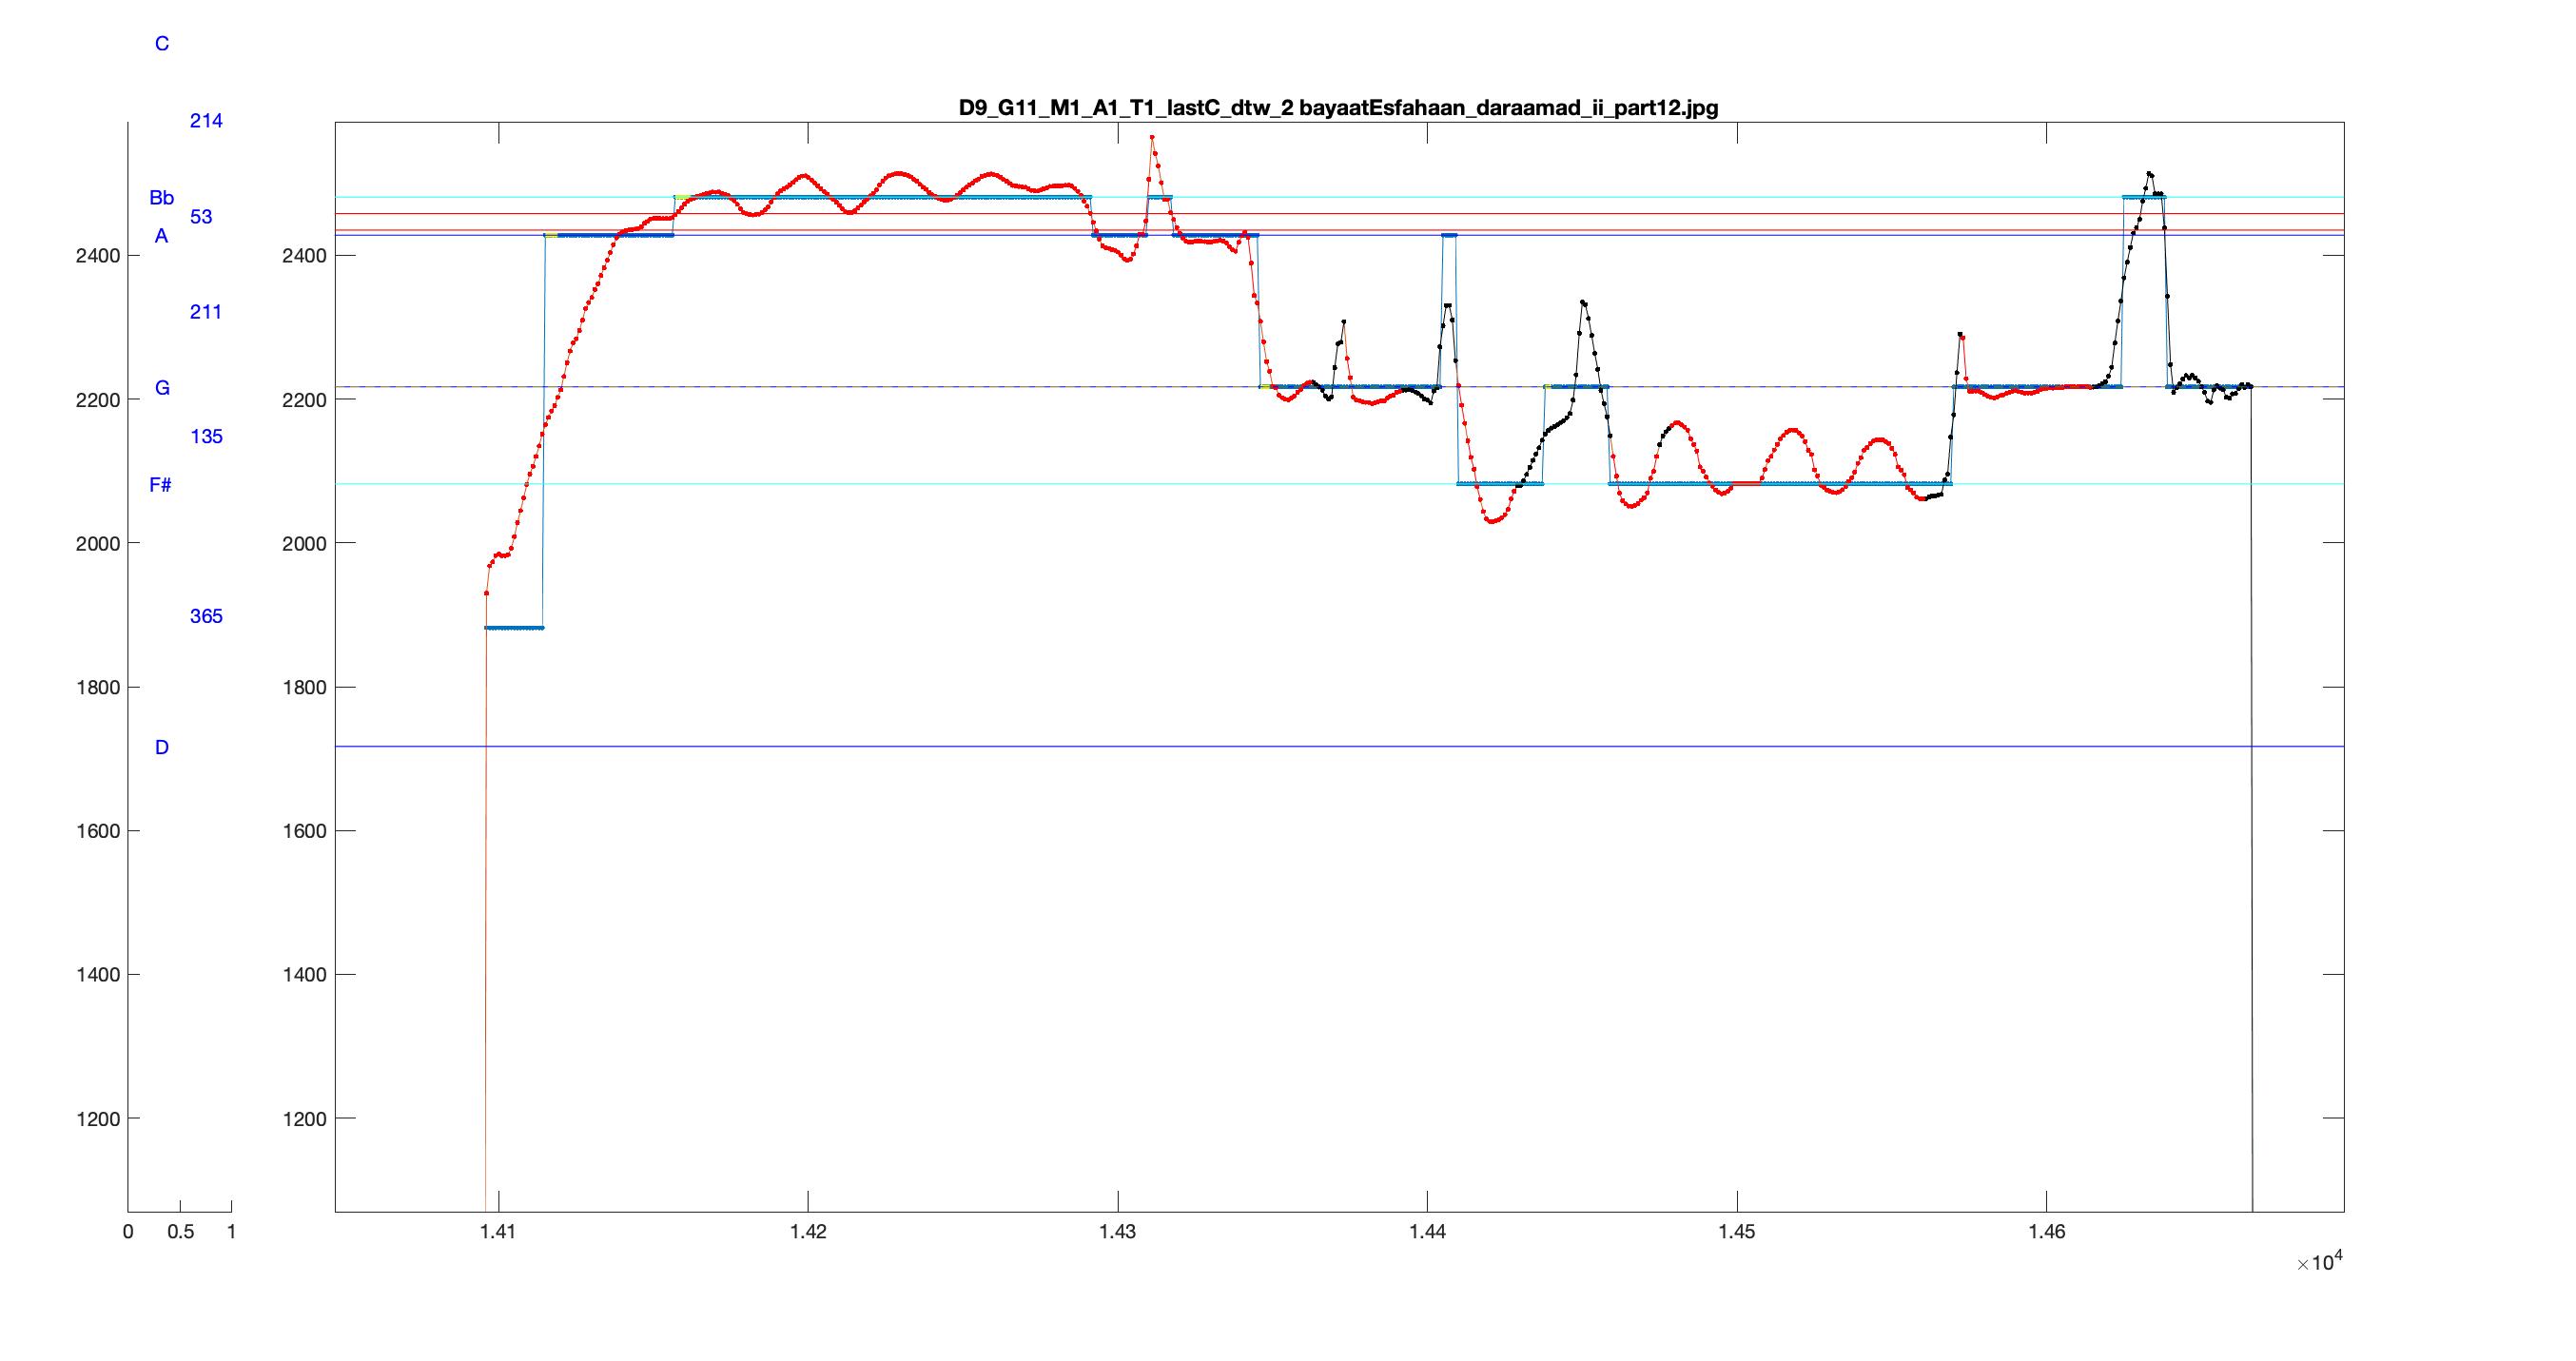 C
D9_G11_M1_A1_T1_lastC_dtw_2 bayaatEsfahaan_daraamad_ii_part12.jpg
214
Bb
53
A
2400 2400
211
G
2200 2200
135
F#
2000 2000
365
1800 1800
D
1600 1600
1400 1400
1200 1200
0 0.5 1 1.41 1.42 1.43 1.44 1.45 1.46
×10^4